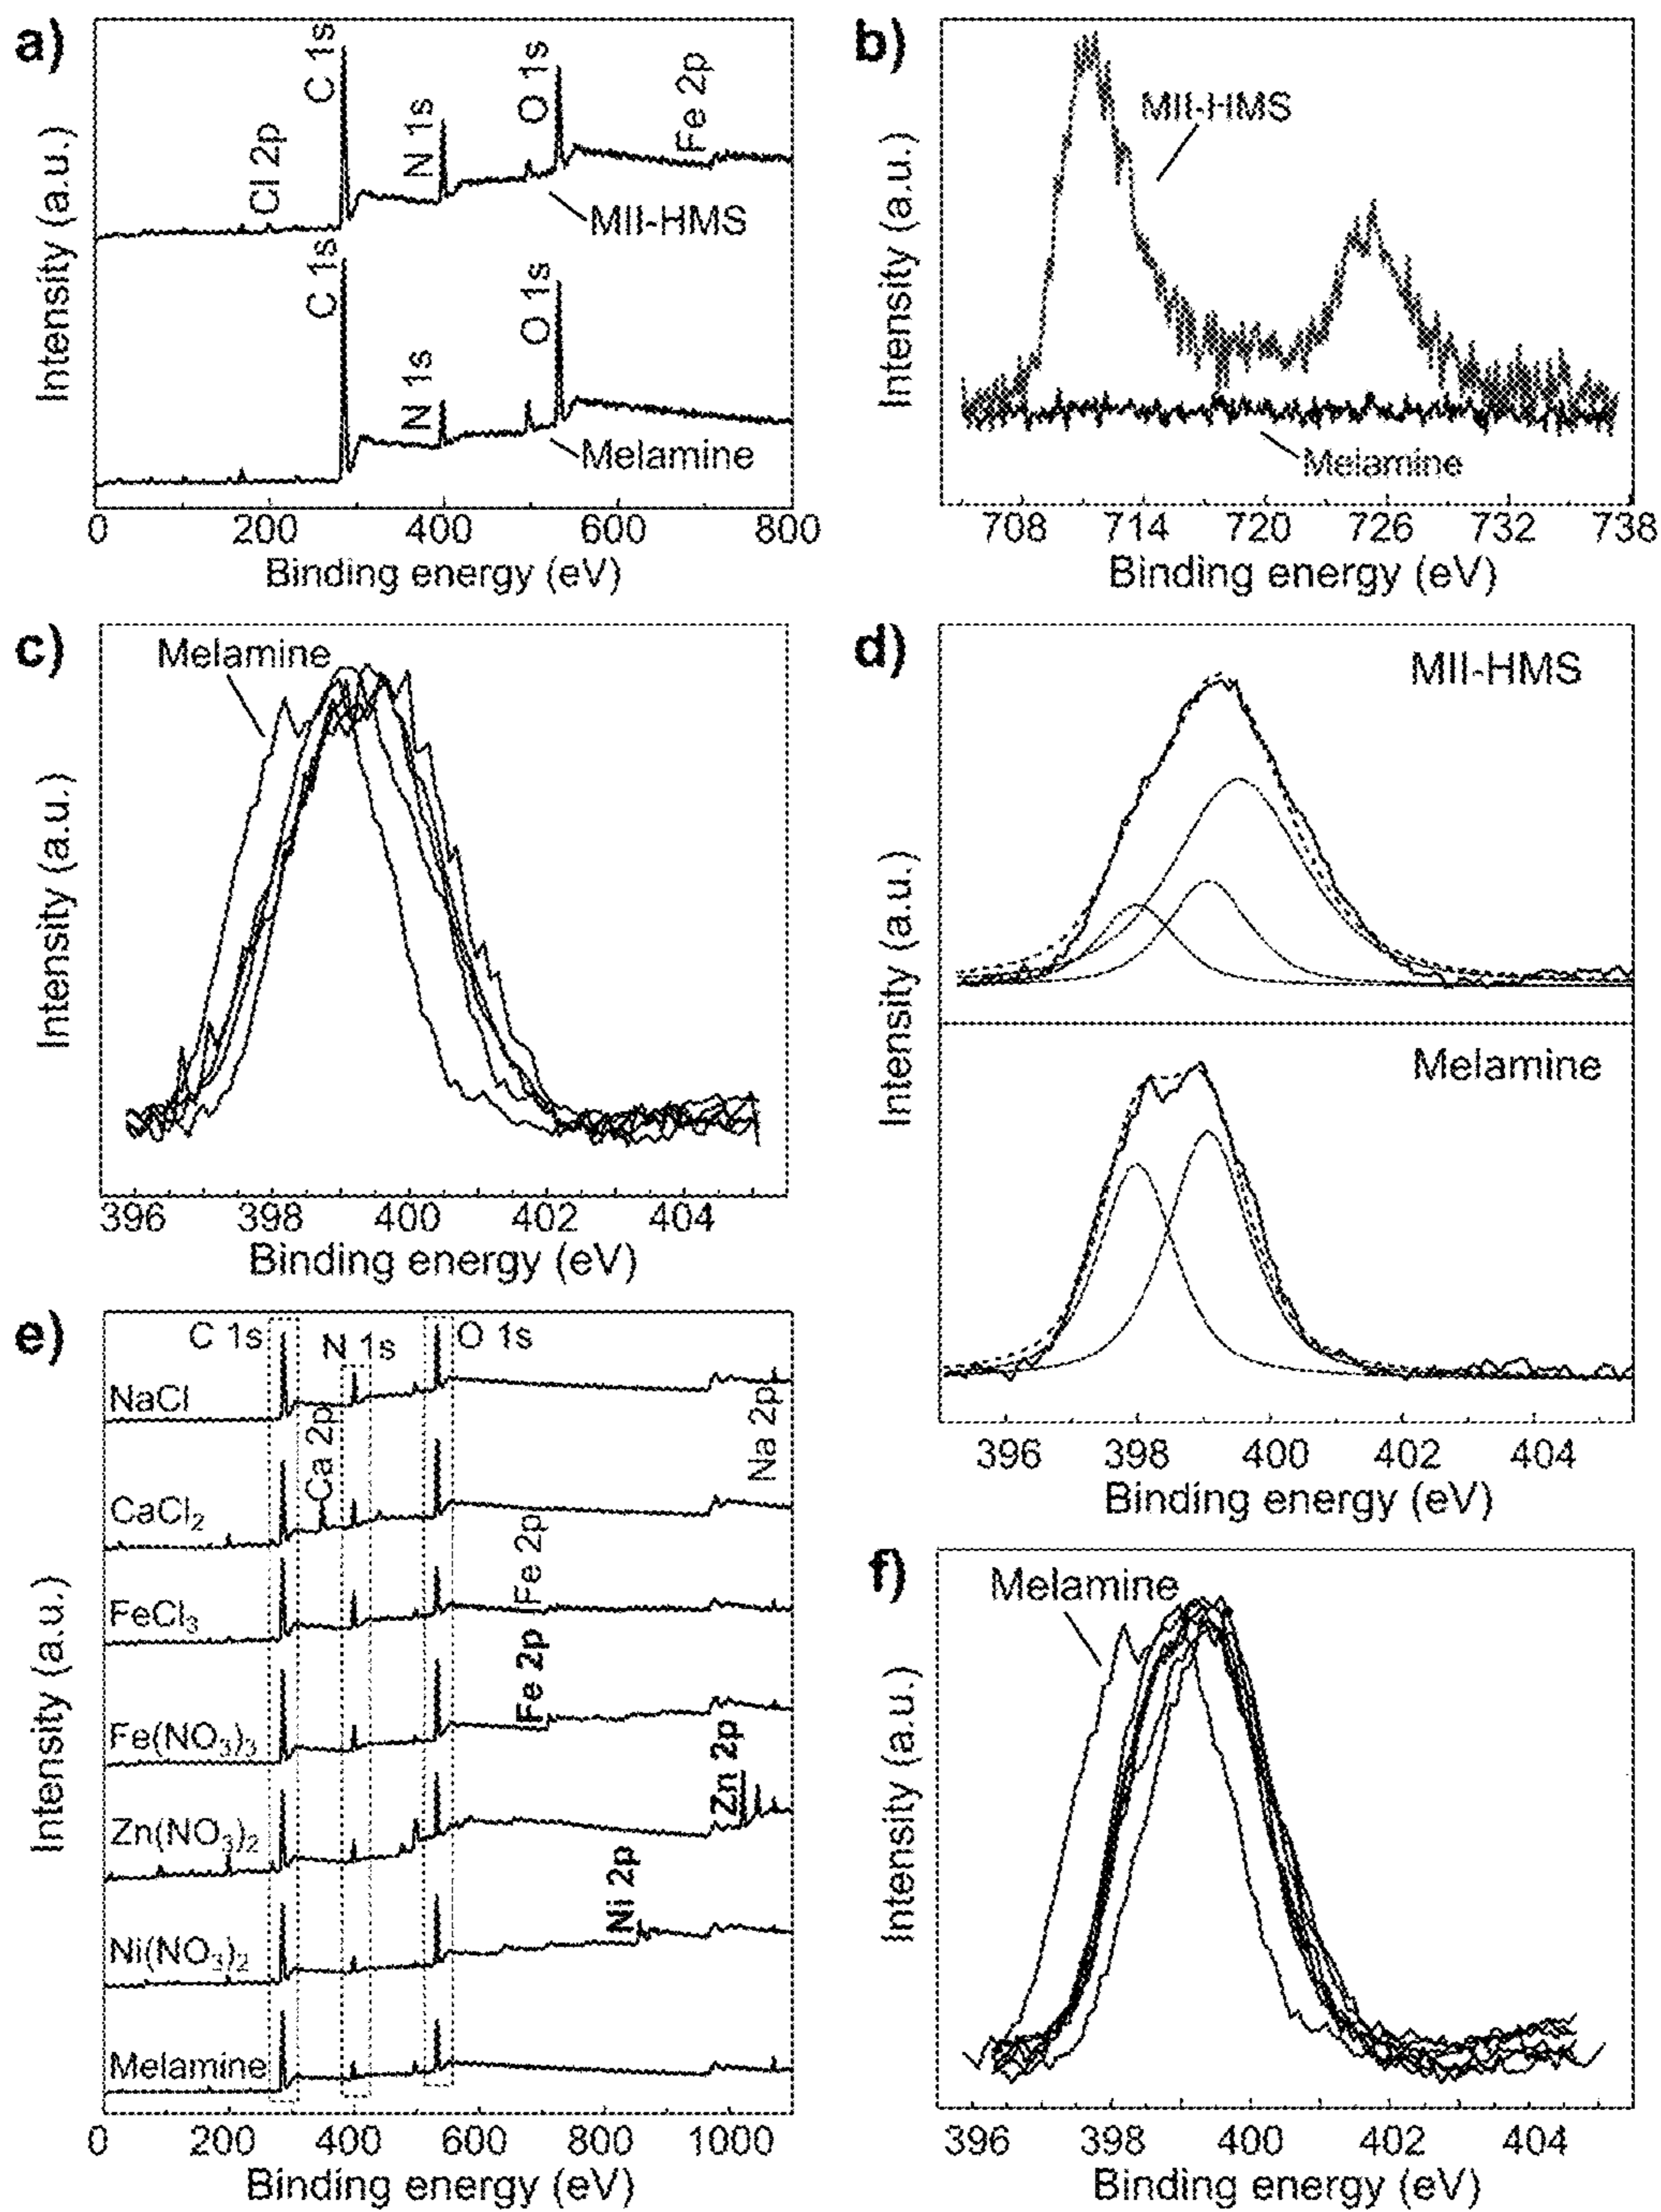 a)
Intensity (a.u.)
Cl 2p
C 1s
N 1s
O 1s
Fe 2p
MII-HMS
C 1s
N 1s
O 1s
Melamine
0 200 400 600 800
Binding energy (eV)
b)
Intensity (a.u.)
MII-HMS
Melamine
708 714 720 726 732 738
Binding energy (eV)
c)
Intensity (a.u.)
Melamine
396 398 400 402 404
Binding energy (eV)
d)
Intensity (a.u.)
MII-HMS
Melamine
396 398 400 402 404
Binding energy (eV)
e)
Intensity (a.u.)
C 1s
N 1s
O 1s
NaCl
Ca 2p
Na 2p
CaCl2
Fe 2p
FeCl3
Fe 2p
Fe(NO3)3
Zn 2p
Zn(NO3)2
Ni 2p
Ni(NO3)2
Melamine
0 200 400 600 800 1000
Binding energy (eV)
f)
Intensity (a.u.)
Melamine
396 398 400 402 404
Binding energy (eV)